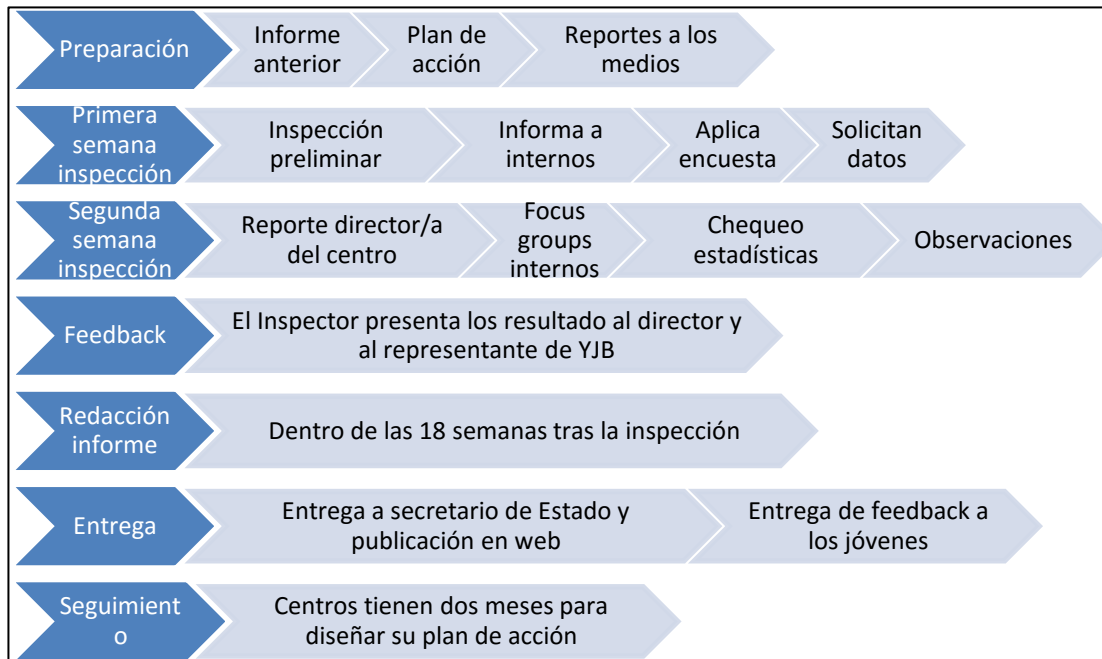 Preparación
Informe
anterior
Plan de
acción
Reportes a los
medios
Primera
semana
inspección
Inspección
preliminar
Informa a
internos
Aplica
encuesta
Solicitan
datos
Segunda
semana
inspección
Reporte director/a
del centro
Focus
groups
internos
Chequeo
estadísticas
Observaciones
Feedback
El Inspector presenta los resultado al director y
al representante de YJB
Redacción
informe
Dentro de las 18 semanas tras la inspección
Entrega
Entrega a secretario de Estado y
publicación en web
Entrega de feedback a
los jóvenes
Seguimient
o
Centros tienen dos meses para
diseñar su plan de acción